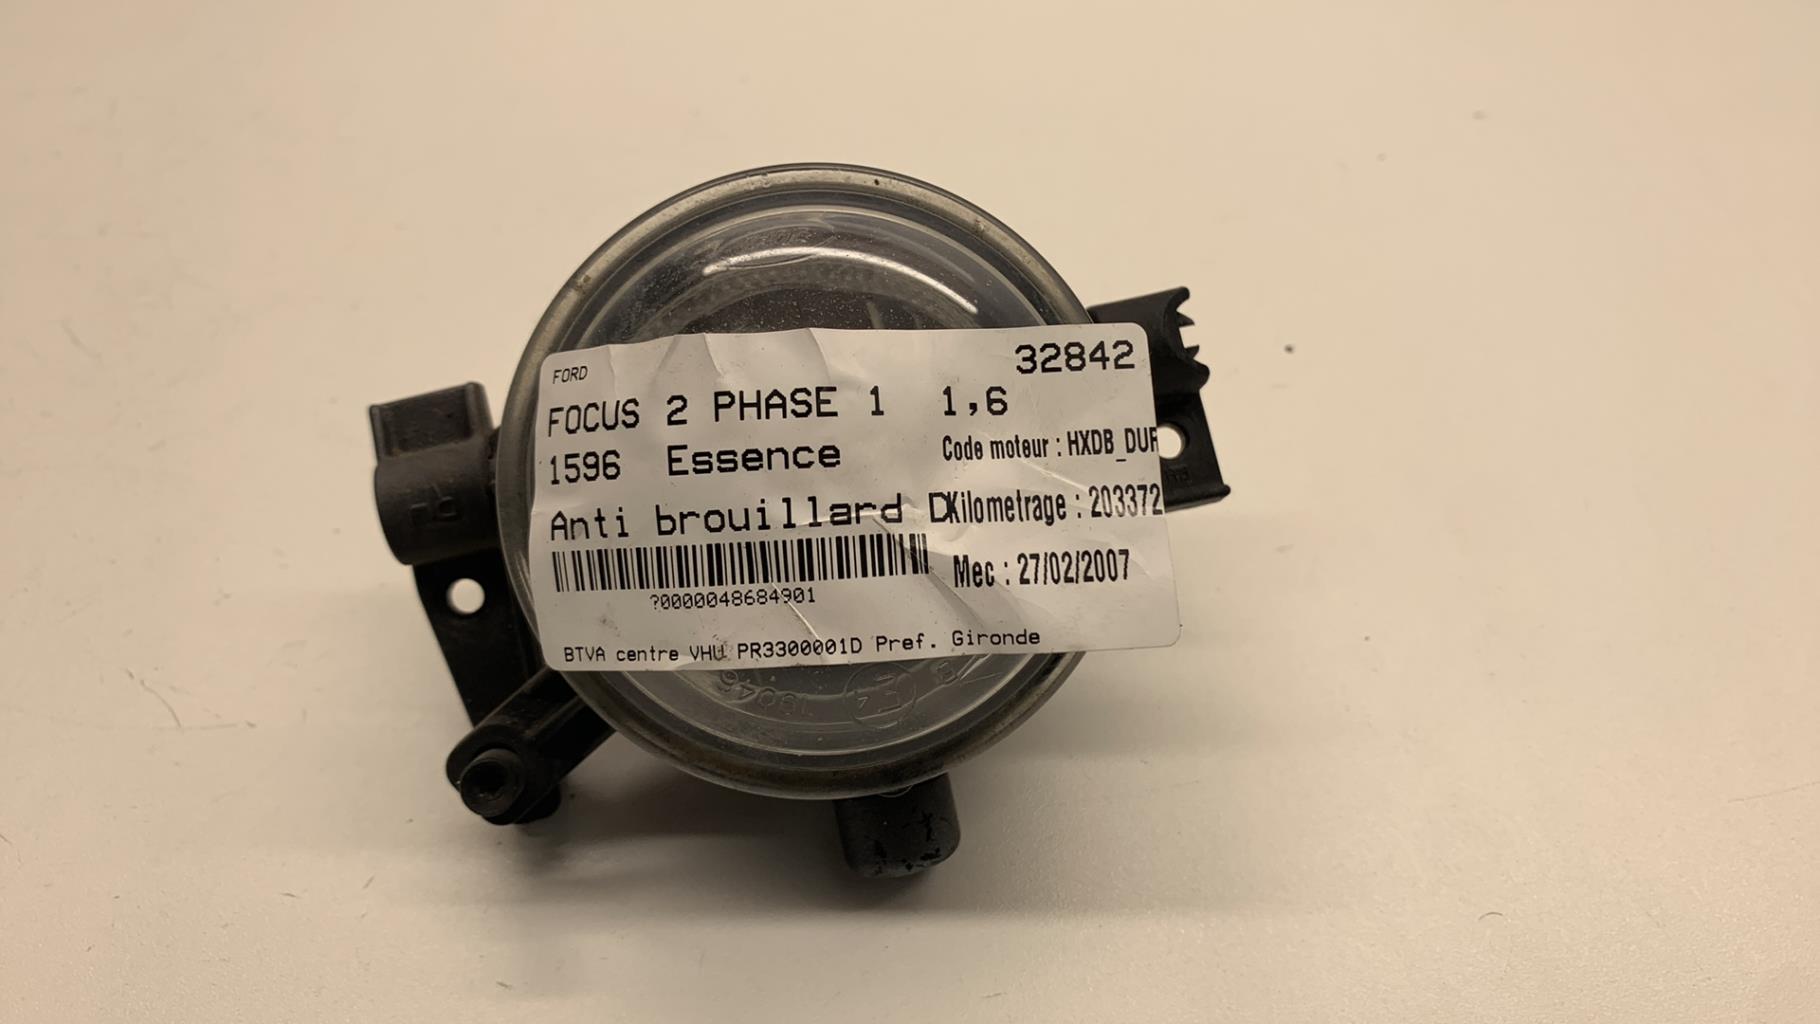 FORD
32842
FOCUS 2 PHASE 1 1,6
1596 Essence
Code moteur : HXDB_DUR
Anti brouillard D
Kilometrage : 203372
?0000048684901
Mec : 27/02/2007
BTVA centre VHU PR3300001D Pref. Gironde